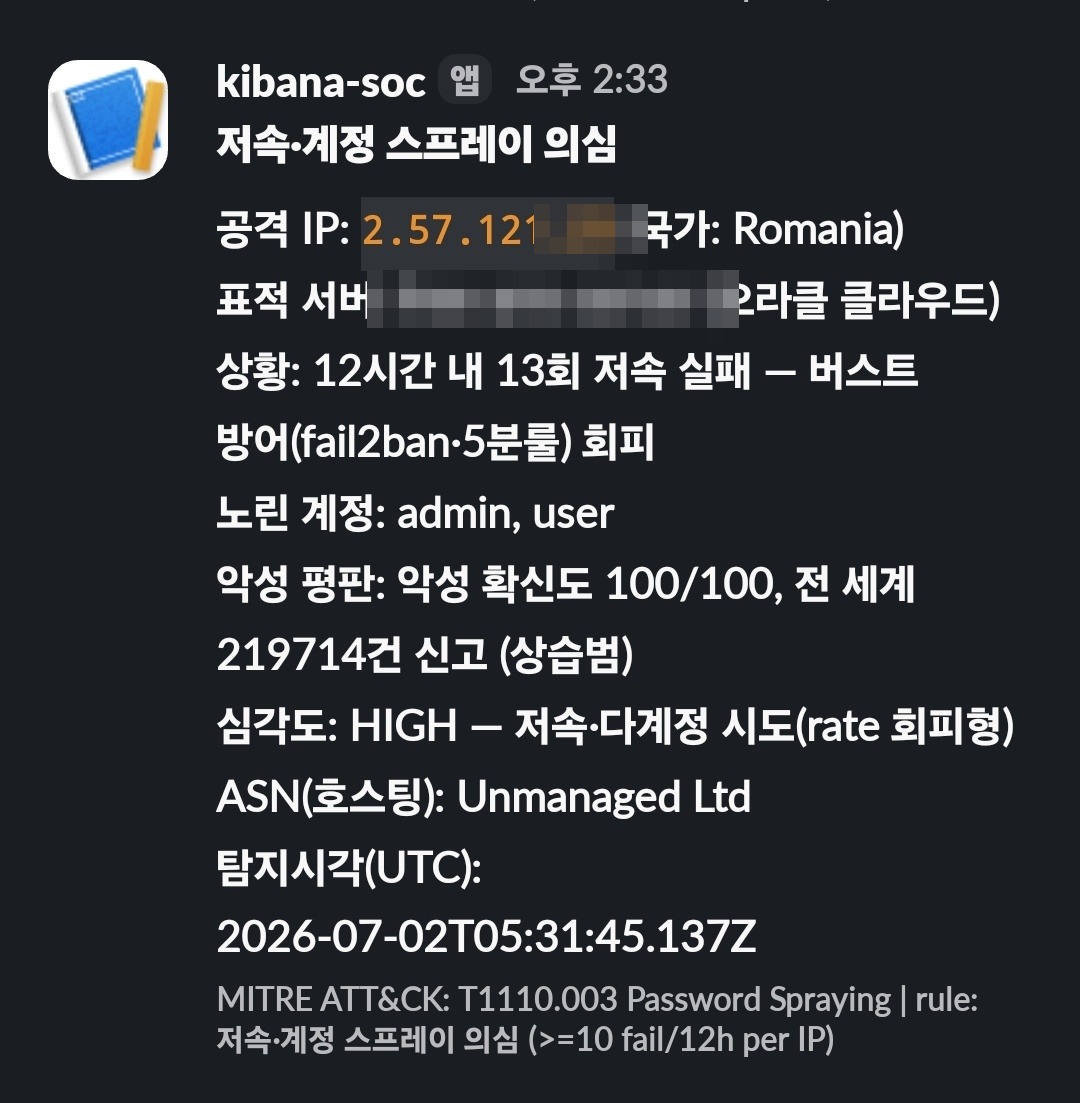 kibana-soc 앱 오후 2:33
저속·계정 스프레이 의심
공격 IP: 2.57.121 국가: Romania)
표적 서버 오라클 클라우드)
상황: 12시간 내 13회 저속 실패 — 버스트
방어(fail2ban·5분룰) 회피
노린 계정: admin, user
악성 평판: 악성 확신도 100/100, 전 세계
219714건 신고 (상습범)
심각도: HIGH — 저속·다계정 시도(rate 회피형)
ASN(호스팅): Unmanaged Ltd
탐지시각(UTC):
2026-07-02T05:31:45.137Z
MITRE ATT&CK: T1110.003 Password Spraying | rule:
저속·계정 스프레이 의심 (>=10 fail/12h per IP)